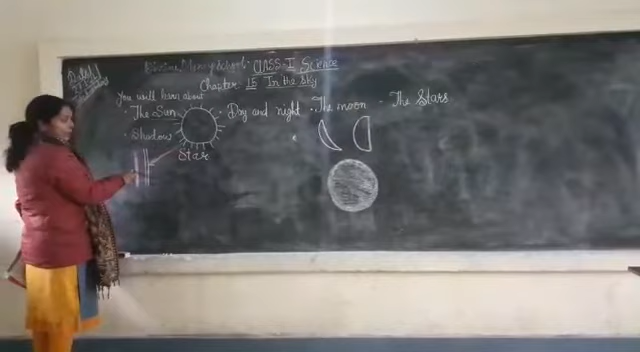 CLASS-I Science
Chapter 15 In the Sky
You will learn about
• The Sun • Day and night • The moon • The Stars
• Shadow
Star